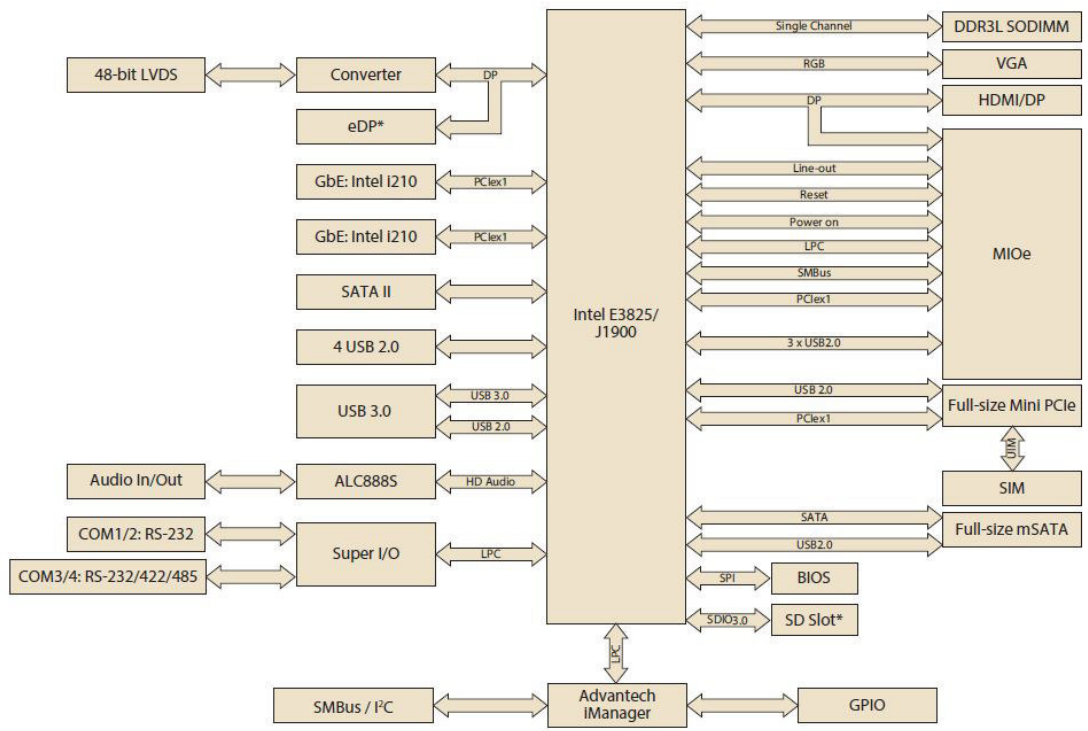 Single Channel
DDR3L SODIMM
48-bit LVDS
Converter
DP
RGB
VGA
DP
HDMI/DP
eDP*
GbE: Intel i210
PCIex1
Line-out
Reset
GbE: Intel i210
PCIex1
Power on
LPC
MIOe
SMBus
SATA II
PCIex1
Intel E3825/
J1900
4 USB 2.0
3 x USB2.0
USB 3.0
USB 3.0
USB 2.0
USB 2.0
Full-size Mini PCIe
PCIex1
UIM
Audio In/Out
ALC888S
HD Audio
SIM
COM1/2: RS-232
Super I/O
LPC
SATA
Full-size mSATA
USB2.0
COM3/4: RS-232/422/485
SPI
BIOS
SDIO3.0
SD Slot*
LPC
SMBus / I²C
Advantech
iManager
GPIO